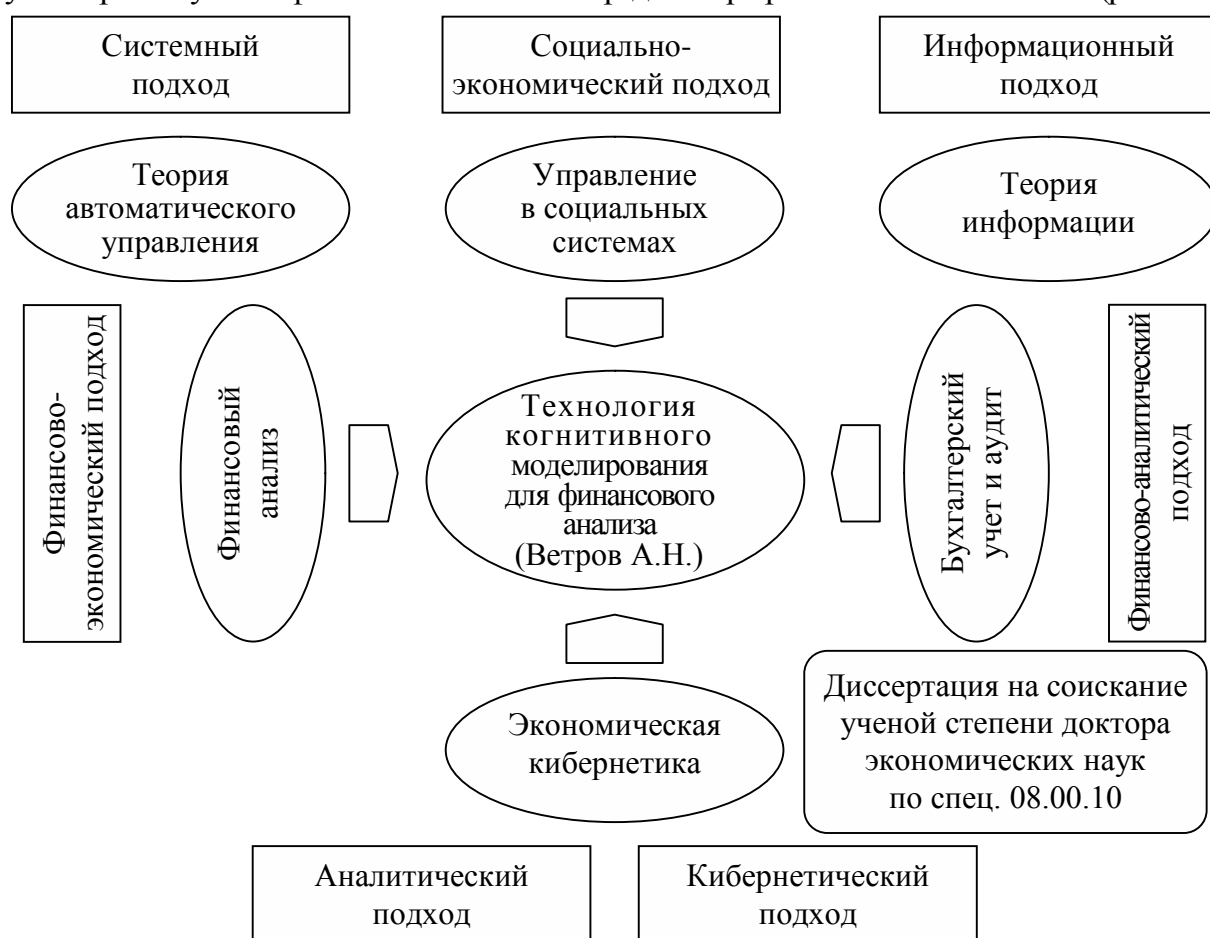 Системный
подход
Социально-
экономический подход
Информационный
подход
Теория
автоматического
управления
Управление
в социальных
системах
Теория
информации
Финансово-
экономический подход
Финансовый
анализ
Технология
когнитивного
моделирования
для финансового
анализа
(Ветров А.Н.)
Бухгалтерский
учет и аудит
Финансово-аналитический
подход
Экономическая
кибернетика
Диссертация на соискание
ученой степени доктора
экономических наук
по спец. 08.00.10
Аналитический
подход
Кибернетический
подход